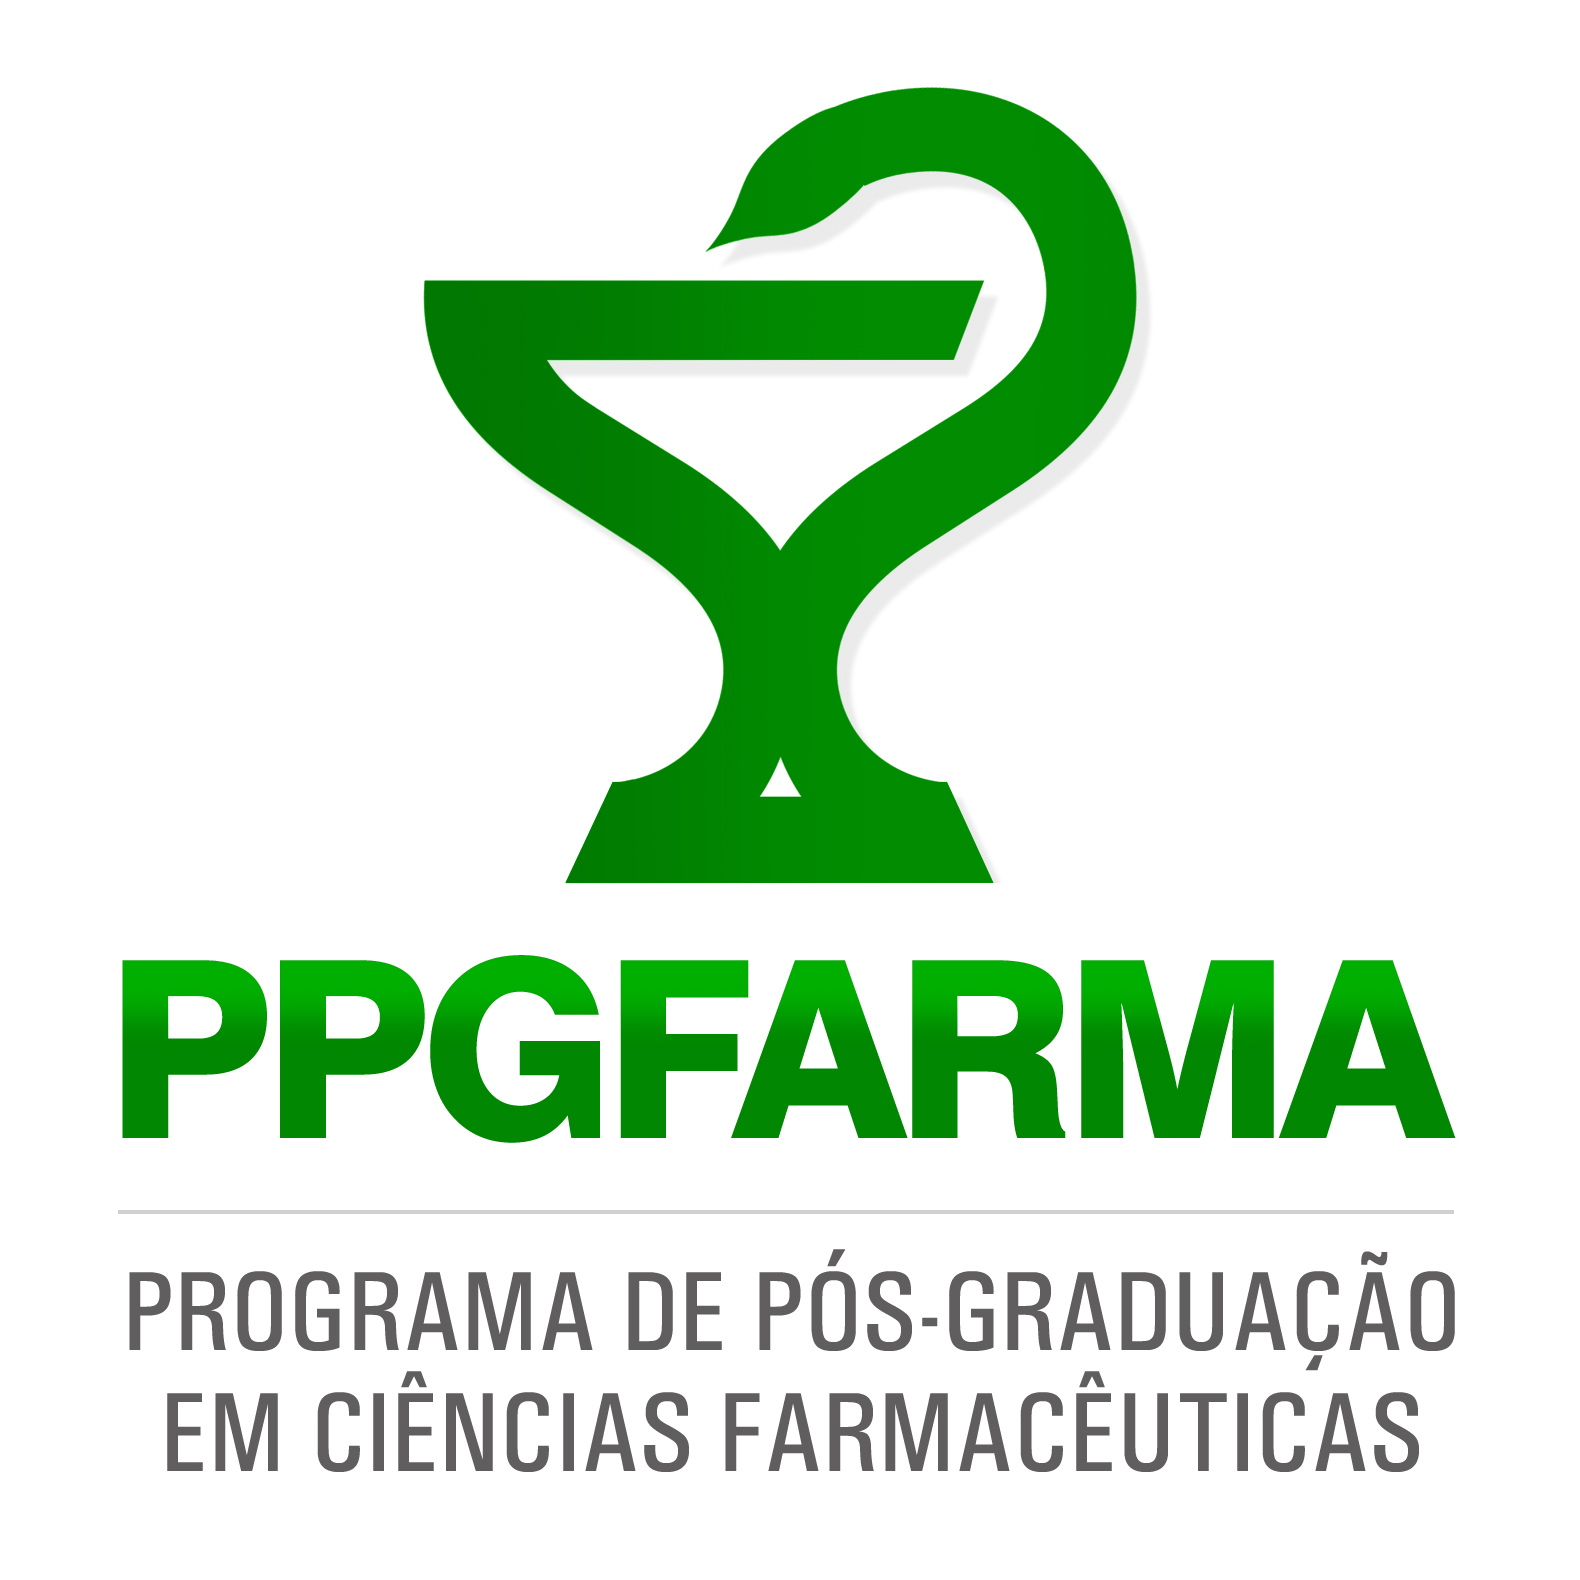 PPGFARMA
PROGRAMA DE PÓS-GRADUAÇÃO
EM CIÊNCIAS FARMACÊUTICAS